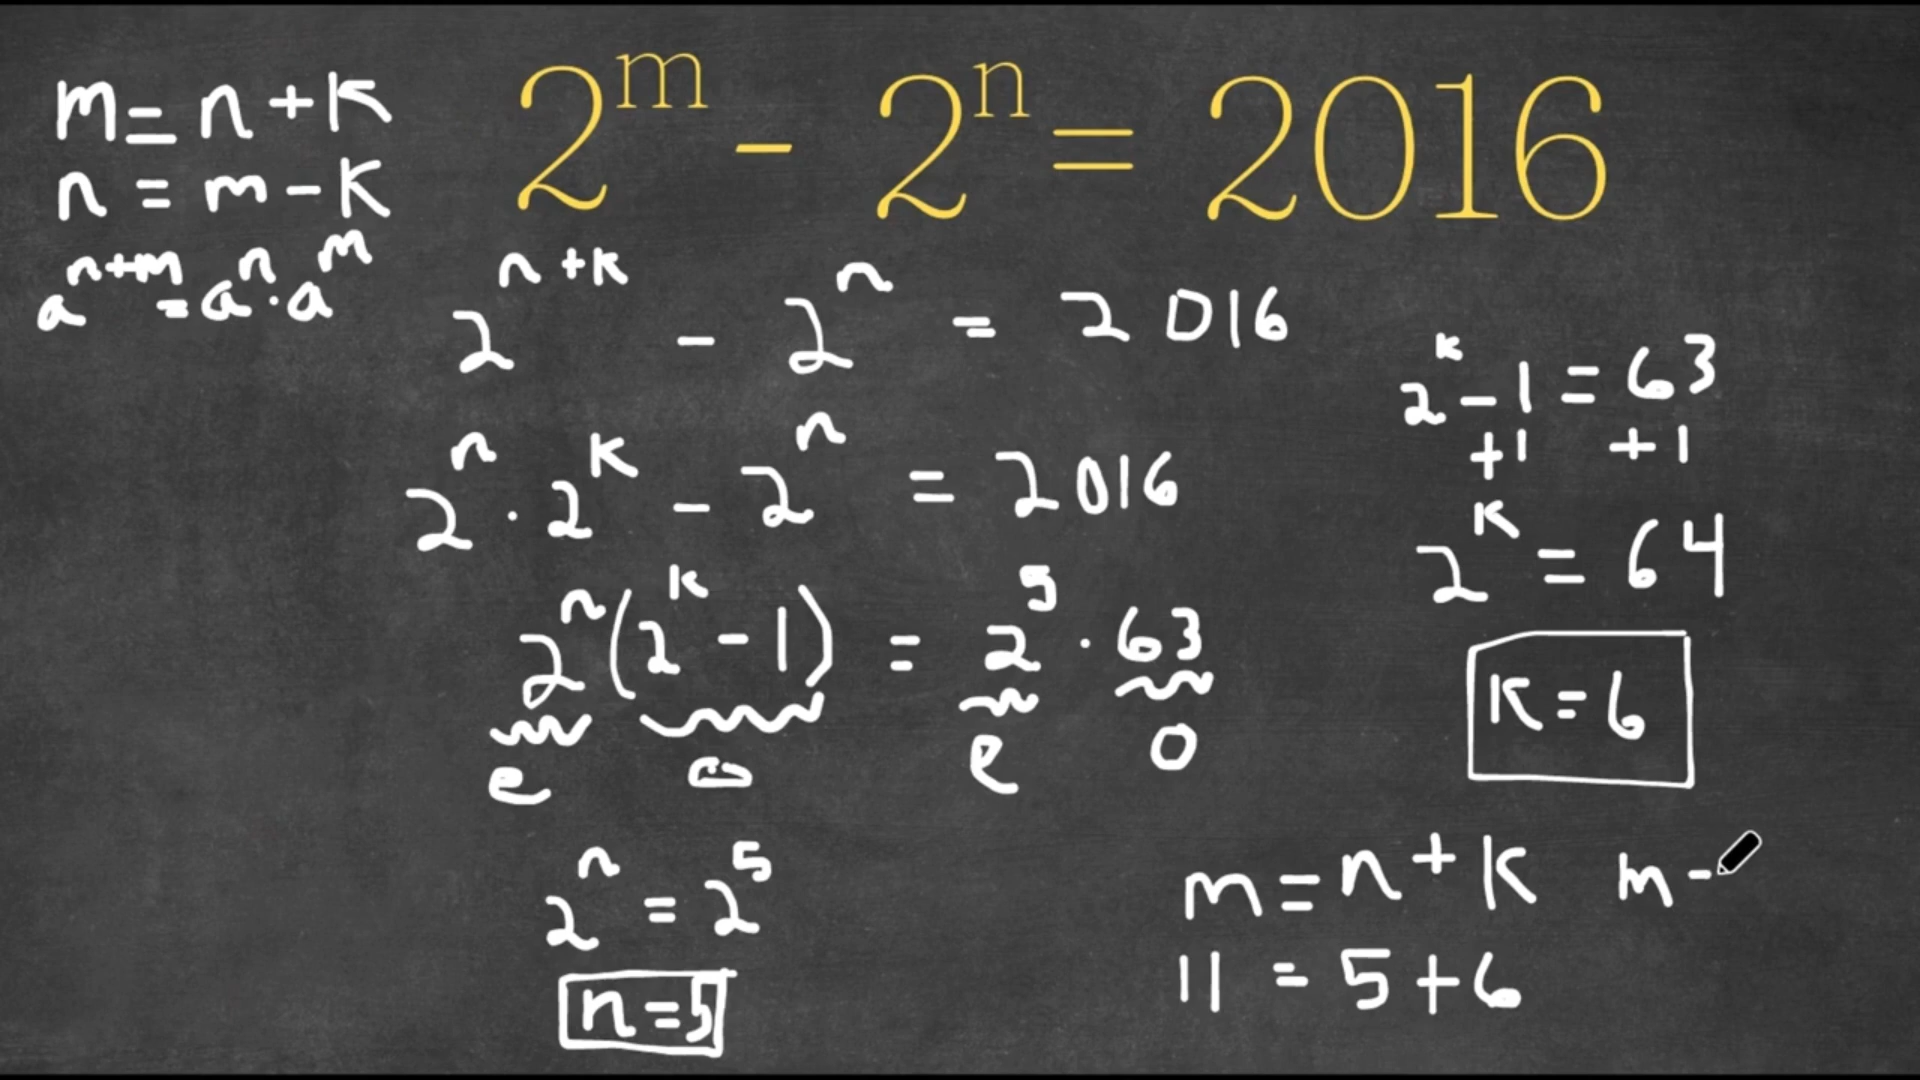 2^m - 2^n = 2016
m = n + k
n = m - k
a^(n+m) = a^n · a^m
2^(n+k) - 2^n = 2016
2^n · 2^k - 2^n = 2016
2^n (2^k - 1) = 2^5 · 63
e o e o
2^n = 2^5
n = 5
2^k - 1 = 63
+1 +1
2^k = 64
k = 6
m = n + k m -
11 = 5 + 6